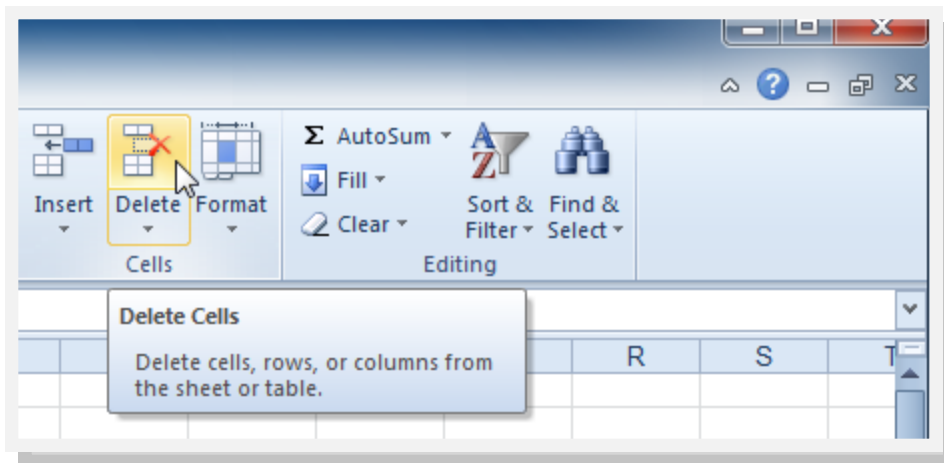 Σ AutoSum
Fill
Clear
Insert Delete Format
Sort & Filter
Find & Select
Cells
Editing
Delete Cells
Delete cells, rows, or columns from
the sheet or table.
R S T